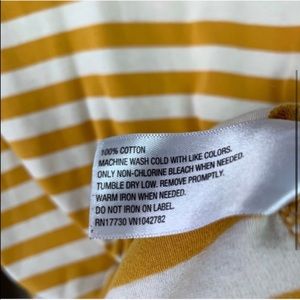 100% COTTON
MACHINE WASH COLD WITH LIKE COLORS.
ONLY NON-CHLORINE BLEACH WHEN NEEDED.
TUMBLE DRY LOW. REMOVE PROMPTLY.
WARM IRON WHEN NEEDED.
DO NOT IRON ON LABEL.
RN17730 VN1042782